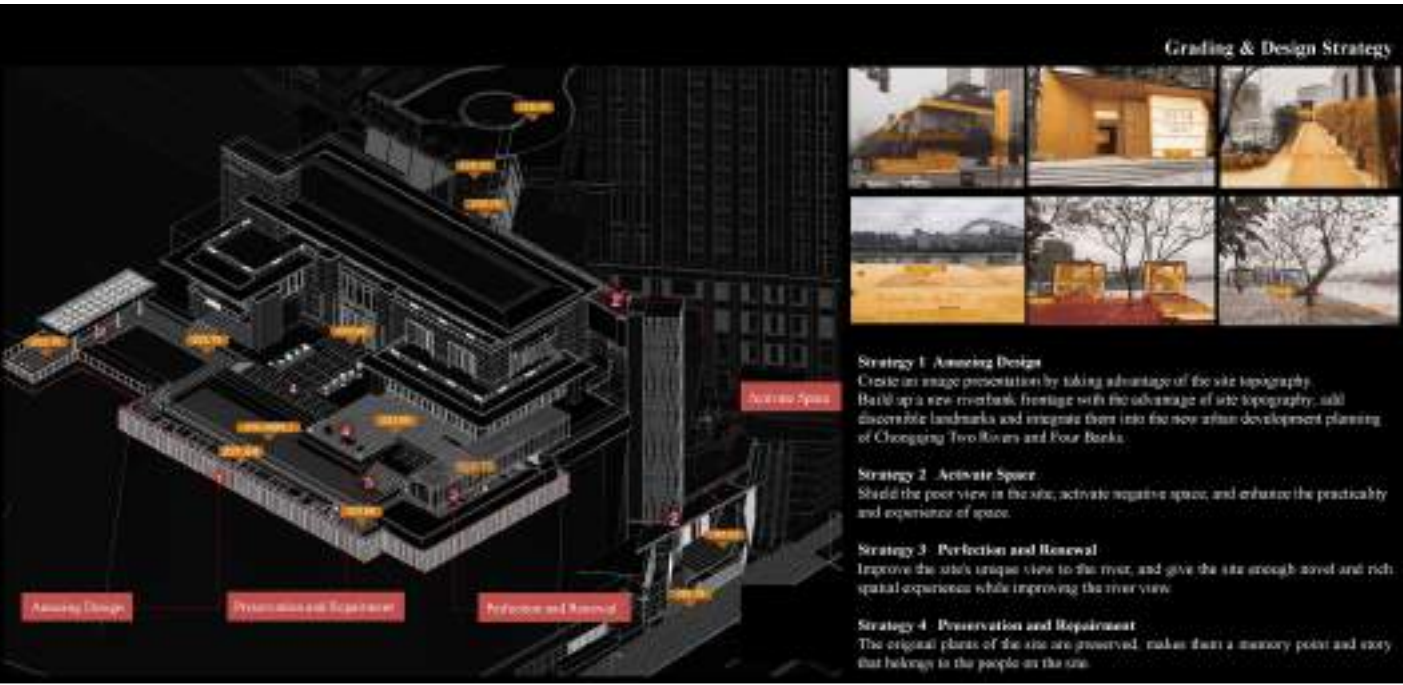 Grading & Design Strategy
Activate Space
Amazing Design
Preservation and Repairment
Perfection and Renewal
Strategy 1 Amazing Design
Create an image presentation by taking advantage of the site topography.
Build up a new riverbank frontage with the advantage of site topography, add
discernible landmarks and integrate them into the new urban development planning
of Chongqing Two Rivers and Four Banks.
Strategy 2 Activate Space
Shield the poor view in the site, activate negative space, and enhance the practicality
and experience of space.
Strategy 3 Perfection and Renewal
Improve the site's unique view to the river, and give the site enough novel and rich
spatial experience while improving the river view.
Strategy 4 Preservation and Repairment
The original plants of the site are preserved, makes them a memory point and story
that belongs to the people on the site.